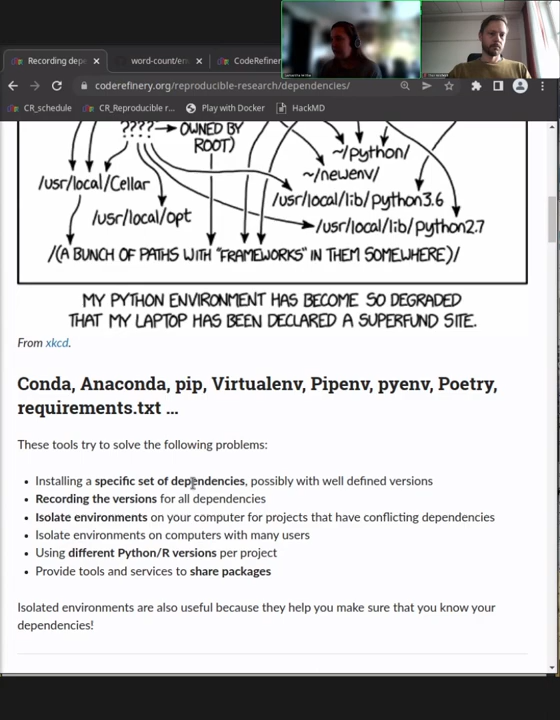 Recording depe
word-count/en
CodeRefiner
coderefinery.org/reproducible-research/dependencies/
CR_schedule
CR_Reproducible r...
Play with Docker
HackMD
????
OWNED BY
ROOT)
~/python/
~/newenv/
/usr/local/Cellar
/usr/local/lib/python3.6
/usr/local/opt
/usr/local/lib/python2.7
/(A BUNCH OF PATHS WITH "FRAMEWORKS" IN THEM SOMEWHERE)/
MY PYTHON ENVIRONMENT HAS BECOME SO DEGRADED
THAT MY LAPTOP HAS BEEN DECLARED A SUPERFUND SITE.
From xkcd.
Conda, Anaconda, pip, Virtualenv, Pipenv, pyenv, Poetry,
requirements.txt ...
These tools try to solve the following problems:
Installing a specific set of dependencies, possibly with well defined versions
Recording the versions for all dependencies
Isolate environments on your computer for projects that have conflicting dependencies
Isolate environments on computers with many users
Using different Python/R versions per project
Provide tools and services to share packages
Isolated environments are also useful because they help you make sure that you know your
dependencies!